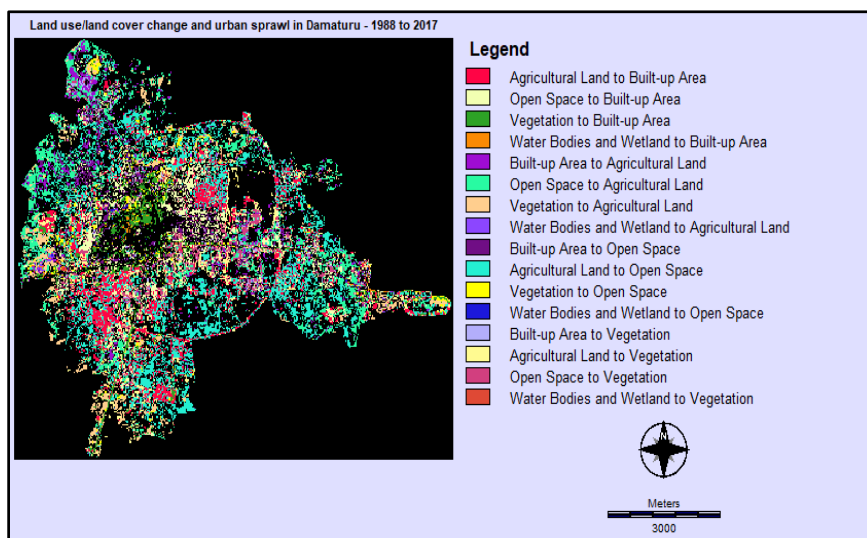 Land use/land cover change and urban sprawl in Damaturu - 1988 to 2017
Legend
Agricultural Land to Built-up Area
Open Space to Built-up Area
Vegetation to Built-up Area
Water Bodies and Wetland to Built-up Area
Built-up Area to Agricultural Land
Open Space to Agricultural Land
Vegetation to Agricultural Land
Water Bodies and Wetland to Agricultural Land
Built-up Area to Open Space
Agricultural Land to Open Space
Vegetation to Open Space
Water Bodies and Wetland to Open Space
Built-up Area to Vegetation
Agricultural Land to Vegetation
Open Space to Vegetation
Water Bodies and Wetland to Vegetation
Meters
3000